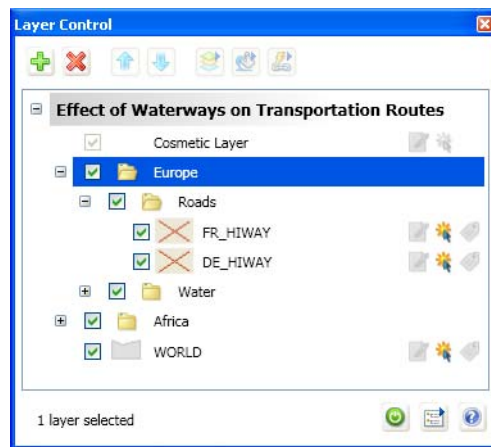 Layer Control
Effect of Waterways on Transportation Routes
Cosmetic Layer
Europe
Roads
FR_HIWAY
DE_HIWAY
Water
Africa
WORLD
1 layer selected